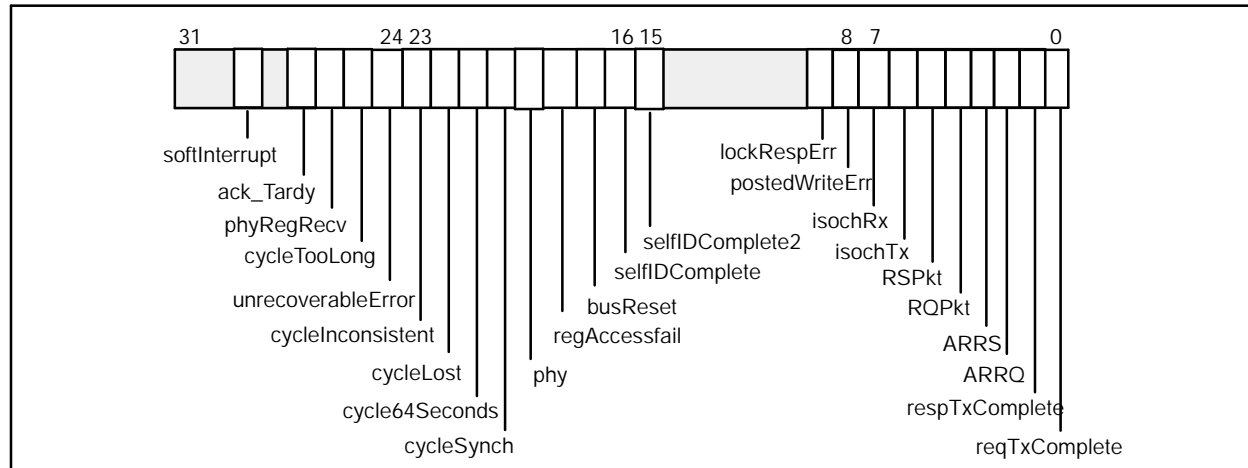 31 24 23 16 15 8 7 0
softInterrupt
lockRespErr
ack_Tardy
postedWriteErr
phyRegRecv
isochRx
cycleTooLong
selfIDComplete2
isochTx
selfIDComplete
RSPkt
unrecoverableError
busReset
RQPkt
cycleInconsistent
regAccessfail
ARRS
cycleLost
phy
ARRQ
cycle64Seconds
respTxComplete
cycleSynch
reqTxComplete